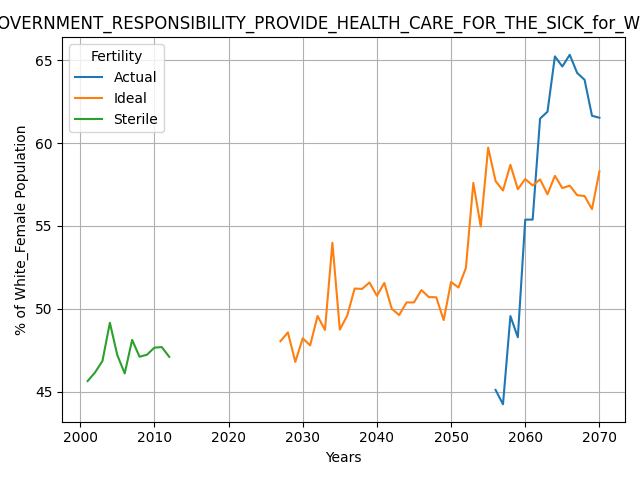 OVERNMENT_RESPONSIBILITY_PROVIDE_HEALTH_CARE_FOR_THE_SICK_for_W
Fertility
Actual
Ideal
Sterile
% of White_Female Population
65
60
55
50
45
2000 2010 2020 2030 2040 2050 2060 2070
Years